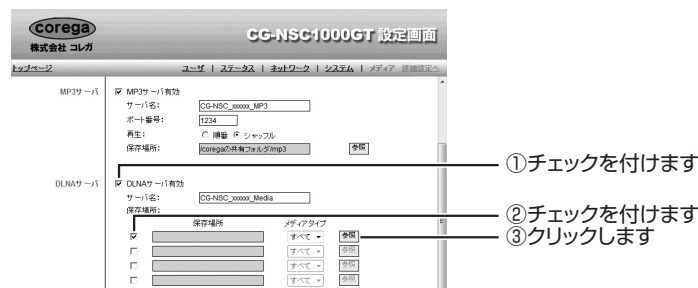 corega
株式会社 コレガ
CG-NSC1000GT 設定画面
トップページ
ユーザ | ステータス | ネットワーク | システム | メディア 詳細設定へ
MP3サーバ
MP3サーバ有効
サーバ名: CG-NSC_xxxxxx_MP3
ポート番号: 1234
再生: 順番 シャッフル
保存場所: /coregaの共有フォルダ/mp3 参照
①チェックを付けます
DLNAサーバ
DLNAサーバ有効
サーバ名: CG-NSC_xxxxxx_Media
保存場所:
保存場所 メディアタイプ
②チェックを付けます
すべて 参照
③クリックします
すべて 参照
すべて 参照
すべて 参照